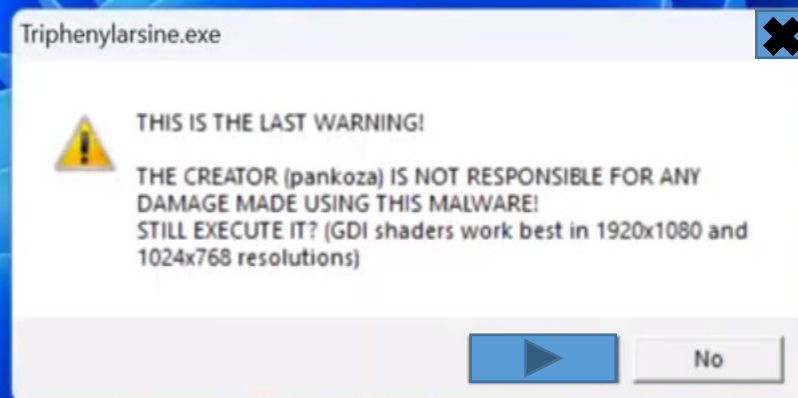 Triphenylarsine.exe
THIS IS THE LAST WARNING!
THE CREATOR (pankoza) IS NOT RESPONSIBLE FOR ANY
DAMAGE MADE USING THIS MALWARE!
STILL EXECUTE IT? (GDI shaders work best in 1920x1080 and
1024x768 resolutions)
No